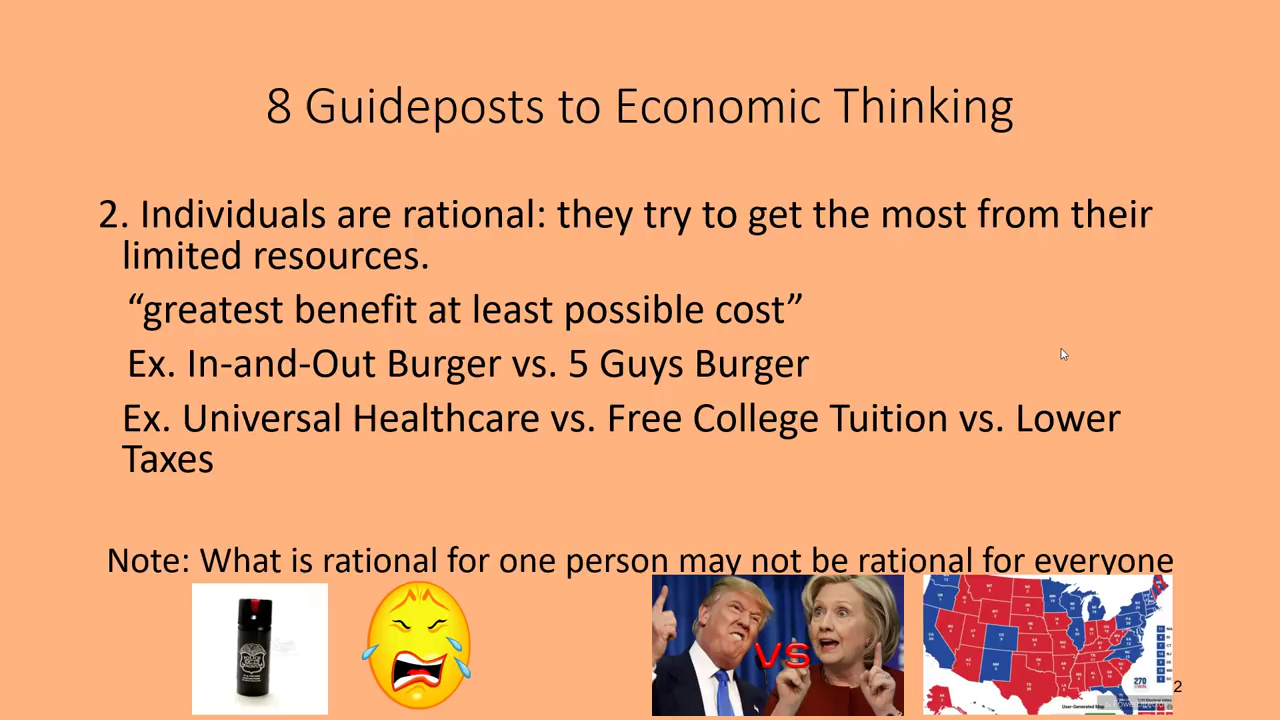 8 Guideposts to Economic Thinking
2. Individuals are rational: they try to get the most from their
limited resources.
“greatest benefit at least possible cost”
Ex. In-and-Out Burger vs. 5 Guys Burger
Ex. Universal Healthcare vs. Free College Tuition vs. Lower
Taxes
Note: What is rational for one person may not be rational for everyone
VS
270
2